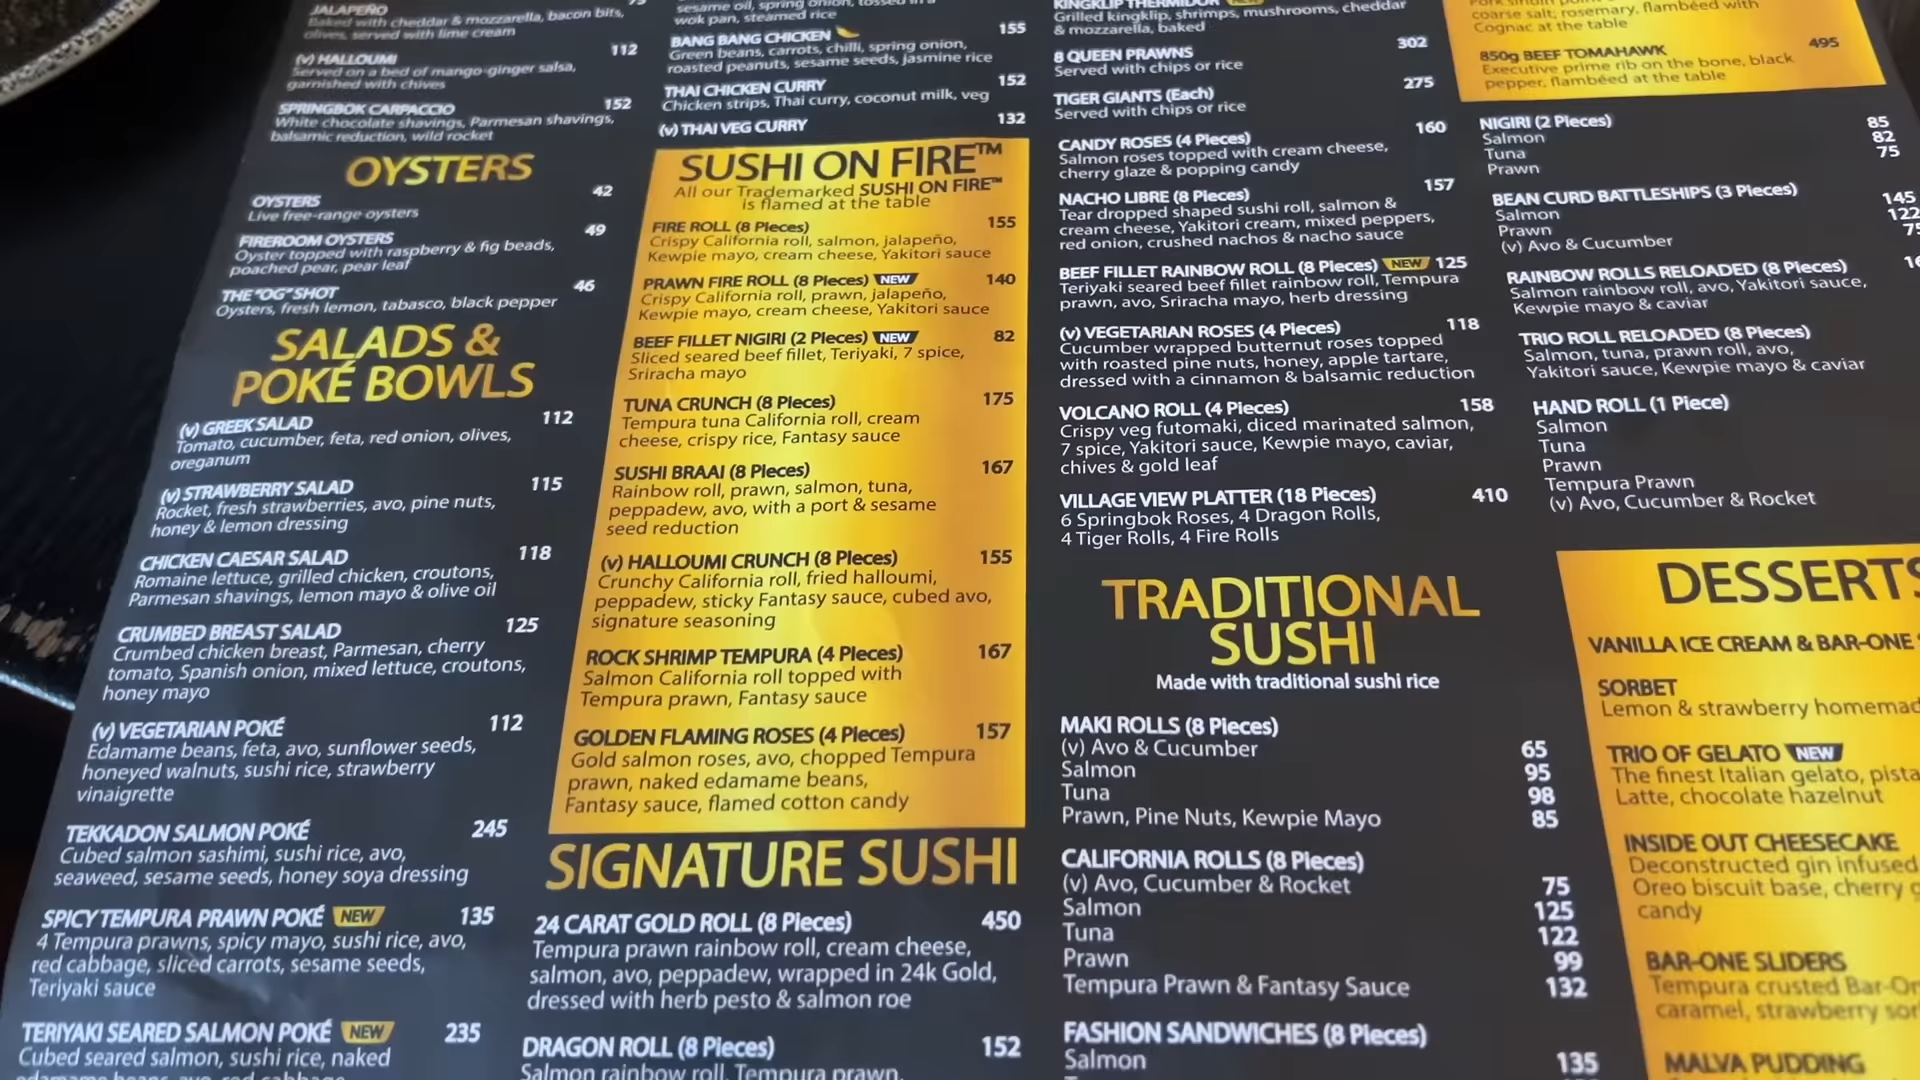 JALAPEÑO
Baked with cheddar & mozzarella, bacon bits,
olives, served with lime cream
(v) HALLOUMI 112
Served on a bed of mango-ginger salsa,
garnished with chives
SPRINGBOK CARPACCIO 152
White chocolate shavings, Parmesan shavings,
balsamic reduction, wild rocket
OYSTERS
OYSTERS 42
Live free-range oysters
FIREROOM OYSTERS 49
Oyster topped with raspberry & fig beads,
poached pear, pear leaf
THE "OG" SHOT 46
Oysters, fresh lemon, tabasco, black pepper
SALADS &
POKÉ BOWLS
(v) GREEK SALAD 112
Tomato, cucumber, feta, red onion, olives,
oreganum
(v) STRAWBERRY SALAD 115
Rocket, fresh strawberries, avo, pine nuts,
honey & lemon dressing
CHICKEN CAESAR SALAD 118
Romaine lettuce, grilled chicken, croutons,
Parmesan shavings, lemon mayo & olive oil
CRUMBED BREAST SALAD 125
Crumbed chicken breast, Parmesan, cherry
tomato, Spanish onion, mixed lettuce, croutons,
honey mayo
(v) VEGETARIAN POKÉ 112
Edamame beans, feta, avo, sunflower seeds,
honeyed walnuts, sushi rice, strawberry
vinaigrette
TEKKADON SALMON POKÉ 245
Cubed salmon sashimi, sushi rice, avo,
seaweed, sesame seeds, honey soya dressing
SPICY TEMPURA PRAWN POKÉ NEW 135
4 Tempura prawns, spicy mayo, sushi rice, avo,
red cabbage, sliced carrots, sesame seeds,
Teriyaki sauce
TERIYAKI SEARED SALMON POKÉ NEW 235
Cubed seared salmon, sushi rice, naked
edamame beans, avo, red cabbage
sesame oil, spring onion, tossed in a
wok pan, steamed rice
BANG BANG CHICKEN 155
Green beans, carrots, chilli, spring onion,
roasted peanuts, sesame seeds, jasmine rice
THAI CHICKEN CURRY 152
Chicken strips, Thai curry, coconut milk, veg
(v) THAI VEG CURRY 132
SUSHI ON FIRE™
All our Trademarked SUSHI ON FIRE™
is flamed at the table
FIRE ROLL (8 Pieces) 155
Crispy California roll, salmon, jalapeño,
Kewpie mayo, cream cheese, Yakitori sauce
PRAWN FIRE ROLL (8 Pieces) NEW 140
Crispy California roll, prawn, jalapeño,
Kewpie mayo, cream cheese, Yakitori sauce
BEEF FILLET NIGIRI (2 Pieces) NEW 82
Sliced seared beef fillet, Teriyaki, 7 spice,
Sriracha mayo
TUNA CRUNCH (8 Pieces) 175
Tempura tuna California roll, cream
cheese, crispy rice, Fantasy sauce
SUSHI BRAAI (8 Pieces) 167
Rainbow roll, prawn, salmon, tuna,
peppadew, avo, with a port & sesame
seed reduction
(v) HALLOUMI CRUNCH (8 Pieces) 155
Crunchy California roll, fried halloumi,
peppadew, sticky Fantasy sauce, cubed avo,
signature seasoning
ROCK SHRIMP TEMPURA (4 Pieces) 167
Salmon California roll topped with
Tempura prawn, Fantasy sauce
GOLDEN FLAMING ROSES (4 Pieces) 157
Gold salmon roses, avo, chopped Tempura
prawn, naked edamame beans,
Fantasy sauce, flamed cotton candy
SIGNATURE SUSHI
24 CARAT GOLD ROLL (8 Pieces) 450
Tempura prawn rainbow roll, cream cheese,
salmon, avo, peppadew, wrapped in 24k Gold,
dressed with herb pesto & salmon roe
DRAGON ROLL (8 Pieces) 152
Salmon rainbow roll, Tempura prawn,
KINGKLIP THERMIDOR
Grilled kingklip, shrimps, mushrooms, cheddar
& mozzarella, baked
8 QUEEN PRAWNS 302
Served with chips or rice
TIGER GIANTS (Each) 275
Served with chips or rice
CANDY ROSES (4 Pieces) 160
Salmon roses topped with cream cheese,
cherry glaze & popping candy
NACHO LIBRE (8 Pieces) 157
Tear dropped shaped sushi roll, salmon &
cream cheese, Yakitori cream, mixed peppers,
red onion, crushed nachos & nacho sauce
BEEF FILLET RAINBOW ROLL (8 Pieces) NEW 125
Teriyaki seared beef fillet rainbow roll, Tempura
prawn, avo, Sriracha mayo, herb dressing
(v) VEGETARIAN ROSES (4 Pieces) 118
Cucumber wrapped butternut roses topped
with roasted pine nuts, honey, apple tartare,
dressed with a cinnamon & balsamic reduction
VOLCANO ROLL (4 Pieces) 158
Crispy veg futomaki, diced marinated salmon,
7 spice, Yakitori sauce, Kewpie mayo, caviar,
chives & gold leaf
VILLAGE VIEW PLATTER (18 Pieces) 410
6 Springbok Roses, 4 Dragon Rolls,
4 Tiger Rolls, 4 Fire Rolls
TRADITIONAL
SUSHI
Made with traditional sushi rice
MAKI ROLLS (8 Pieces)
(v) Avo & Cucumber 65
Salmon 95
Tuna 98
Prawn, Pine Nuts, Kewpie Mayo 85
CALIFORNIA ROLLS (8 Pieces)
(v) Avo, Cucumber & Rocket 75
Salmon 125
Tuna 122
Prawn 99
Tempura Prawn & Fantasy Sauce 132
FASHION SANDWICHES (8 Pieces)
Salmon 135
coarse salt, rosemary, flambéed with
Cognac at the table
850g BEEF TOMAHAWK 495
Executive prime rib on the bone, black
pepper, flambéed at the table
NIGIRI (2 Pieces)
Salmon 85
Tuna 82
Prawn 75
BEAN CURD BATTLESHIPS (3 Pieces)
Salmon 145
Prawn 122
(v) Avo & Cucumber
RAINBOW ROLLS RELOADED (8 Pieces)
Salmon rainbow roll, avo, Yakitori sauce,
Kewpie mayo & caviar
TRIO ROLL RELOADED (8 Pieces)
Salmon, tuna, prawn roll, avo,
Yakitori sauce, Kewpie mayo & caviar
HAND ROLL (1 Piece)
Salmon
Tuna
Prawn
Tempura Prawn
(v) Avo, Cucumber & Rocket
DESSERTS
VANILLA ICE CREAM & BAR-ONE
SORBET
Lemon & strawberry homemad
TRIO OF GELATO NEW
The finest Italian gelato, pista
Latte, chocolate hazelnut
INSIDE OUT CHEESECAKE
Deconstructed gin infused
Oreo biscuit base, cherry
candy
BAR-ONE SLIDERS
Tempura crusted Bar-On
caramel, strawberry sor
MALVA PUDDING